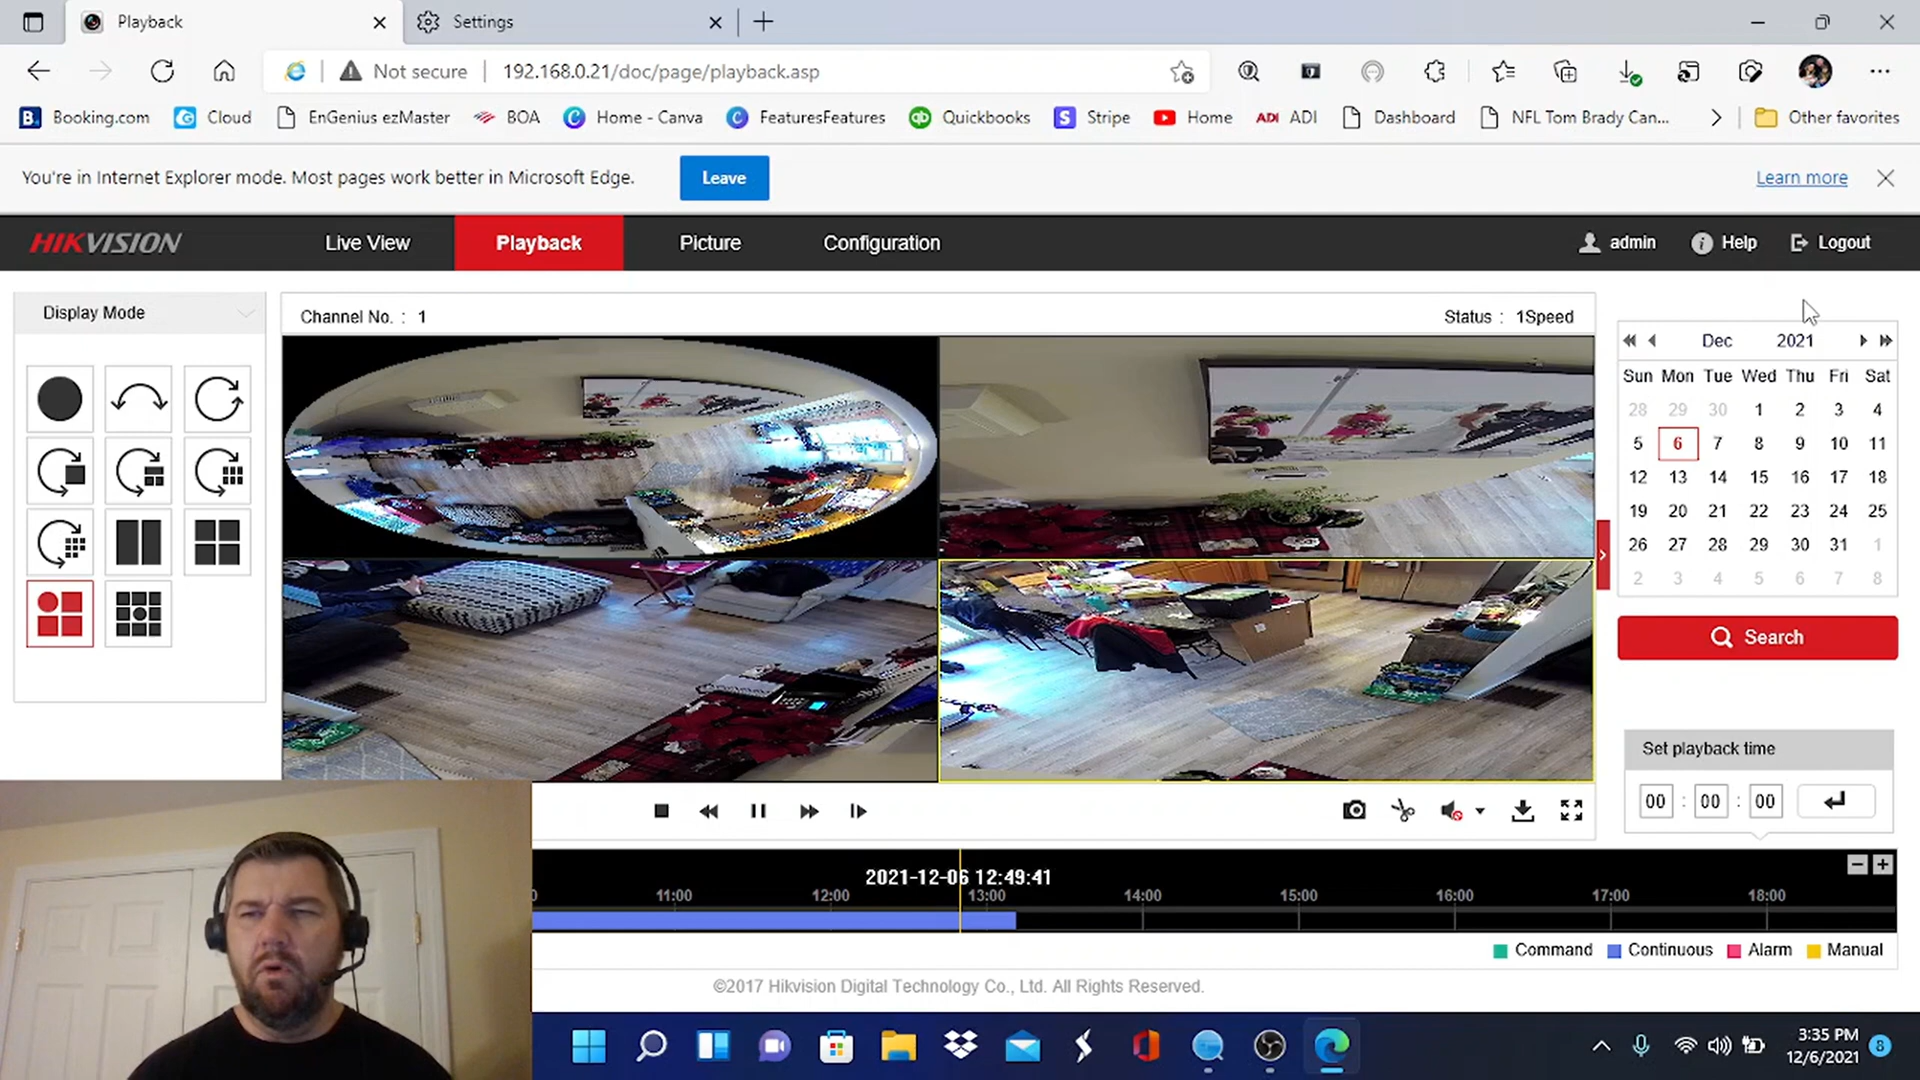 Playback
Settings
Not secure
192.168.0.21/doc/page/playback.asp
B. Booking.com
Cloud
EnGenius ezMaster
BOA
Home - Canva
FeaturesFeatures
qb Quickbooks
S Stripe
Home
ADI ADI
Dashboard
NFL Tom Brady Can...
Other favorites
You're in Internet Explorer mode. Most pages work better in Microsoft Edge.
Leave
Learn more
HIKVISION
Live View
Playback
Picture
Configuration
admin
Help
Logout
Display Mode
Channel No. : 1
Status : 1Speed
Dec 2021
Sun Mon Tue Wed Thu Fri Sat
28 29 30 1 2 3 4
5 6 7 8 9 10 11
12 13 14 15 16 17 18
19 20 21 22 23 24 25
26 27 28 29 30 31 1
2 3 4 5 6 7 8
Search
Set playback time
00 : 00 : 00
2021-12-06 12:49:41
0 11:00 12:00 13:00 14:00 15:00 16:00 17:00 18:00
Command Continuous Alarm Manual
©2017 Hikvision Digital Technology Co., Ltd. All Rights Reserved.
3:35 PM
12/6/2021
8